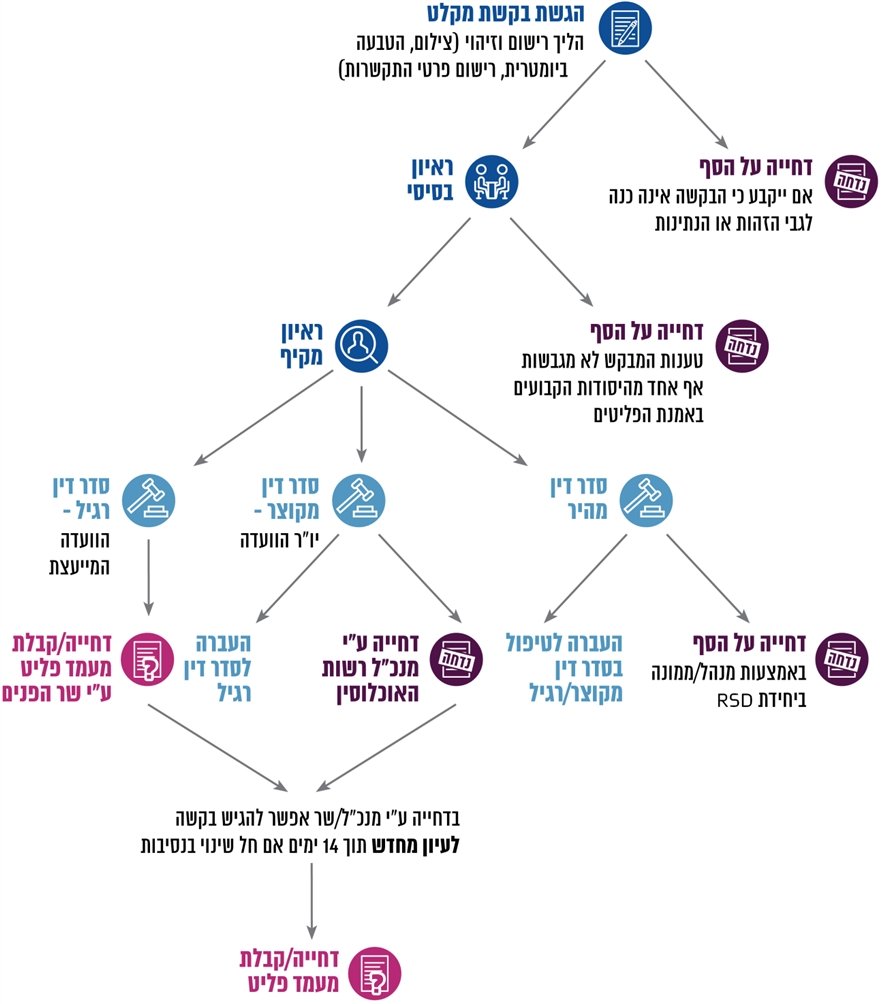 הגשת בקשת מקלט
הליך רישום וזיהוי (צילום, הטבעה
ביומטרית, רישום פרטי התקשרות)
דחייה על הסף
אם ייקבע כי הבקשה אינה כנה
לגבי הזהות או הנתינות
נדחה
ראיון
בסיסי
דחייה על הסף
טענות המבקש לא מגבשות
אף אחד מהיסודות הקבועים
באמנת הפליטים
נדחה
ראיון
מקיף
סדר דין
מהיר
סדר דין
מקוצר -
יו"ר הוועדה
סדר דין
רגיל -
הוועדה
המייעצת
דחייה על הסף
באמצעות מנהל/ממונה
ביחידת RSD
נדחה
העברה לטיפול
בסדר דין
מקוצר/רגיל
דחייה ע"י
מנכ"ל רשות
האוכלוסין
נדחה
העברה
לסדר דין
רגיל
דחייה/קבלת
מעמד פליט
ע"י שר הפנים
?
בדחייה ע"י מנכ"ל/שר אפשר להגיש בקשה
לעיון מחדש תוך 14 ימים אם חל שינוי בנסיבות
דחייה/קבלת
מעמד פליט
?